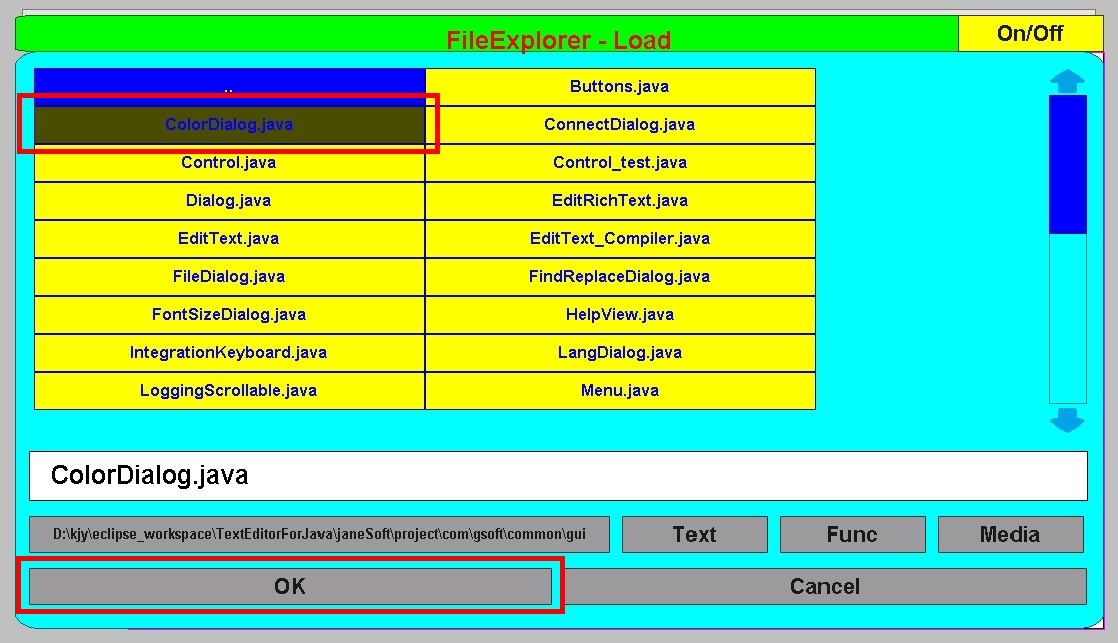 FileExplorer - Load
On/Off
..
Buttons.java
ColorDialog.java
ConnectDialog.java
Control.java
Control_test.java
Dialog.java
EditRichText.java
EditText.java
EditText_Compiler.java
FileDialog.java
FindReplaceDialog.java
FontSizeDialog.java
HelpView.java
IntegrationKeyboard.java
LangDialog.java
LoggingScrollable.java
Menu.java
ColorDialog.java
D:\kjy\eclipse_workspace\TextEditorForJava\janeSoft\project\com\gsoft\common\gui
Text
Func
Media
OK
Cancel